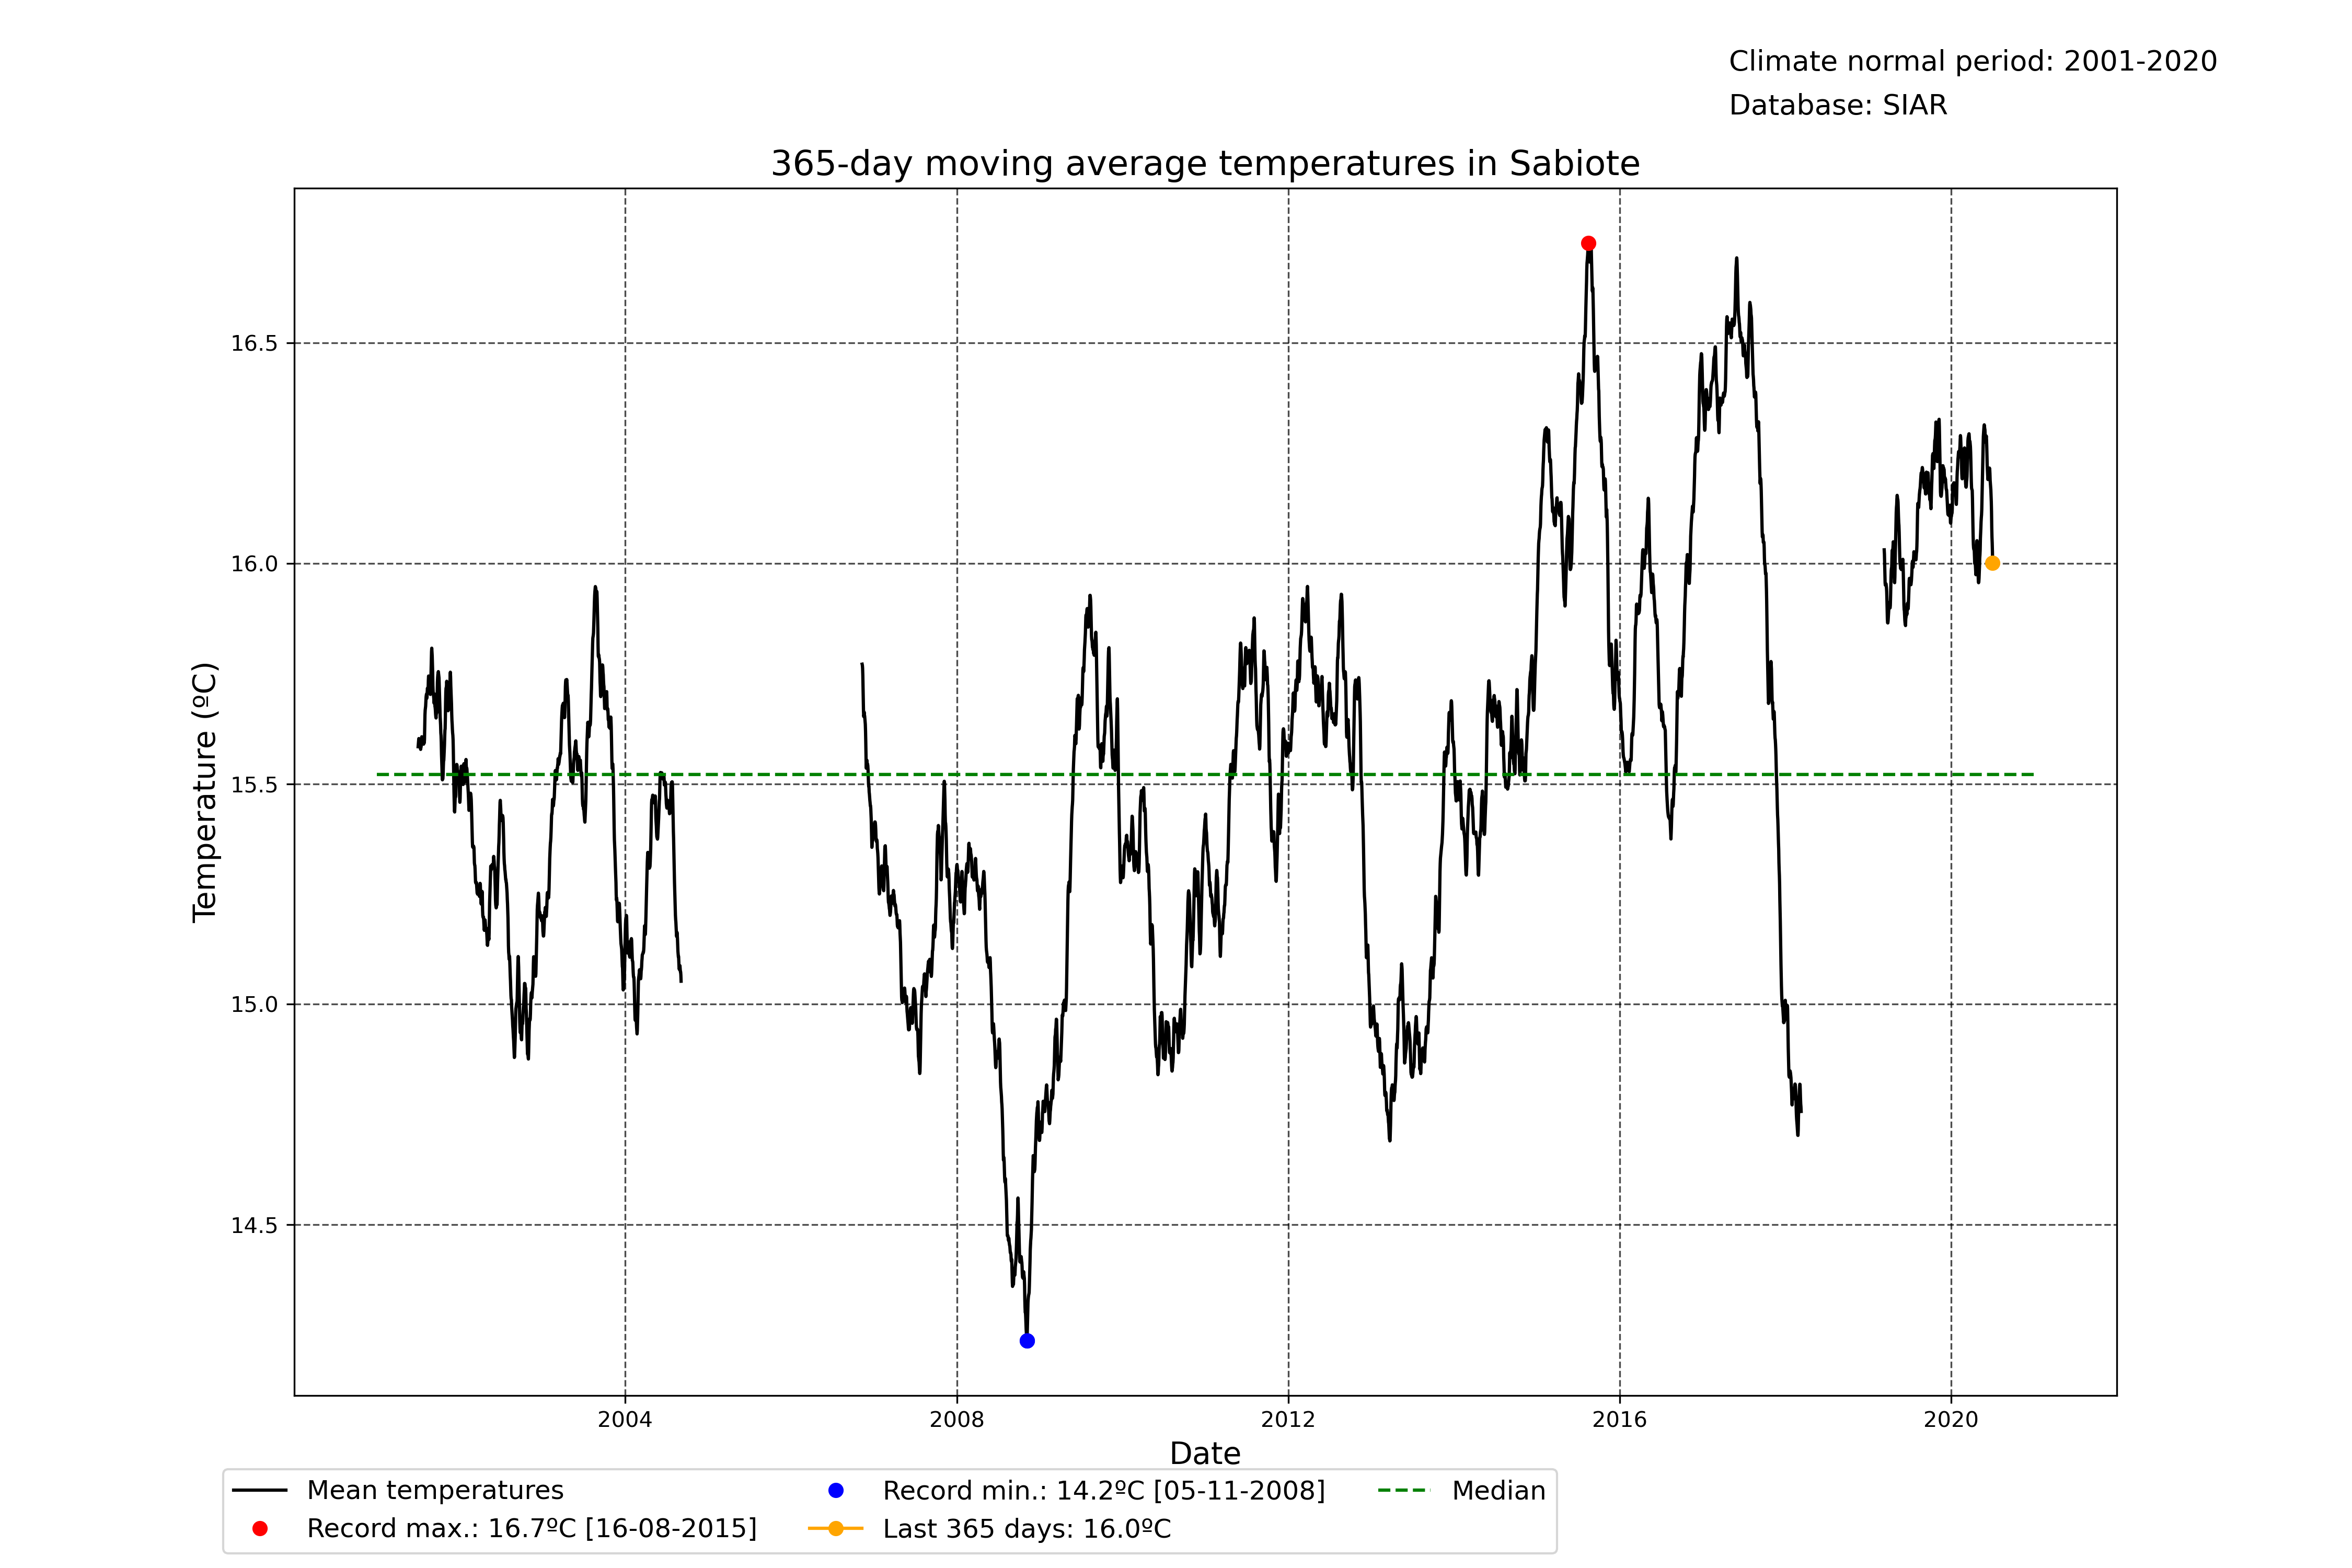 Climate normal period: 2001-2020
Database: SIAR
365-day moving average temperatures in Sabiote
Temperature (ºC)
16.5
16.0
15.5
15.0
14.5
2004
2008
2012
2016
2020
Date
Mean temperatures
Record max.: 16.7ºC [16-08-2015]
Record min.: 14.2ºC [05-11-2008]
Last 365 days: 16.0ºC
Median